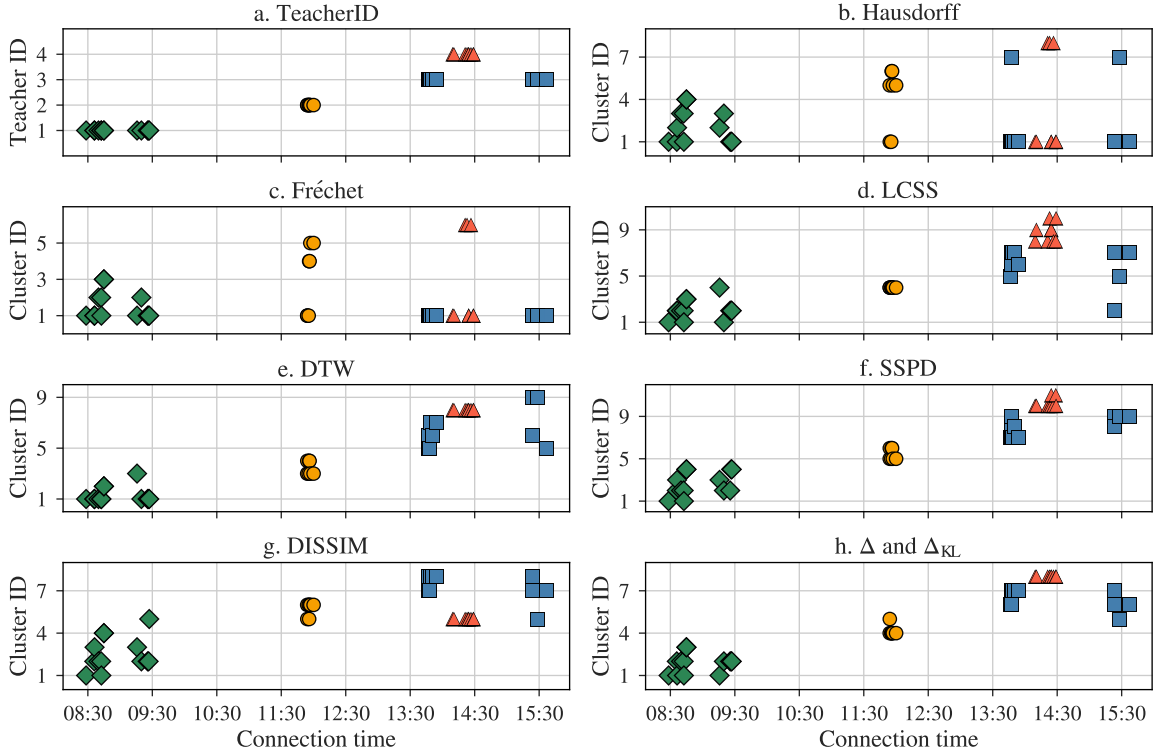 a. TeacherID
Teacher ID
4
3
2
1
b. Hausdorff
Cluster ID
7
4
1
c. Fréchet
Cluster ID
5
3
1
d. LCSS
Cluster ID
9
5
1
e. DTW
Cluster ID
9
5
1
f. SSPD
Cluster ID
9
5
1
g. DISSIM
Cluster ID
7
4
1
08:30 09:30 10:30 11:30 12:30 13:30 14:30 15:30
Connection time
h. Δ and Δ_KL
Cluster ID
7
4
1
08:30 09:30 10:30 11:30 12:30 13:30 14:30 15:30
Connection time